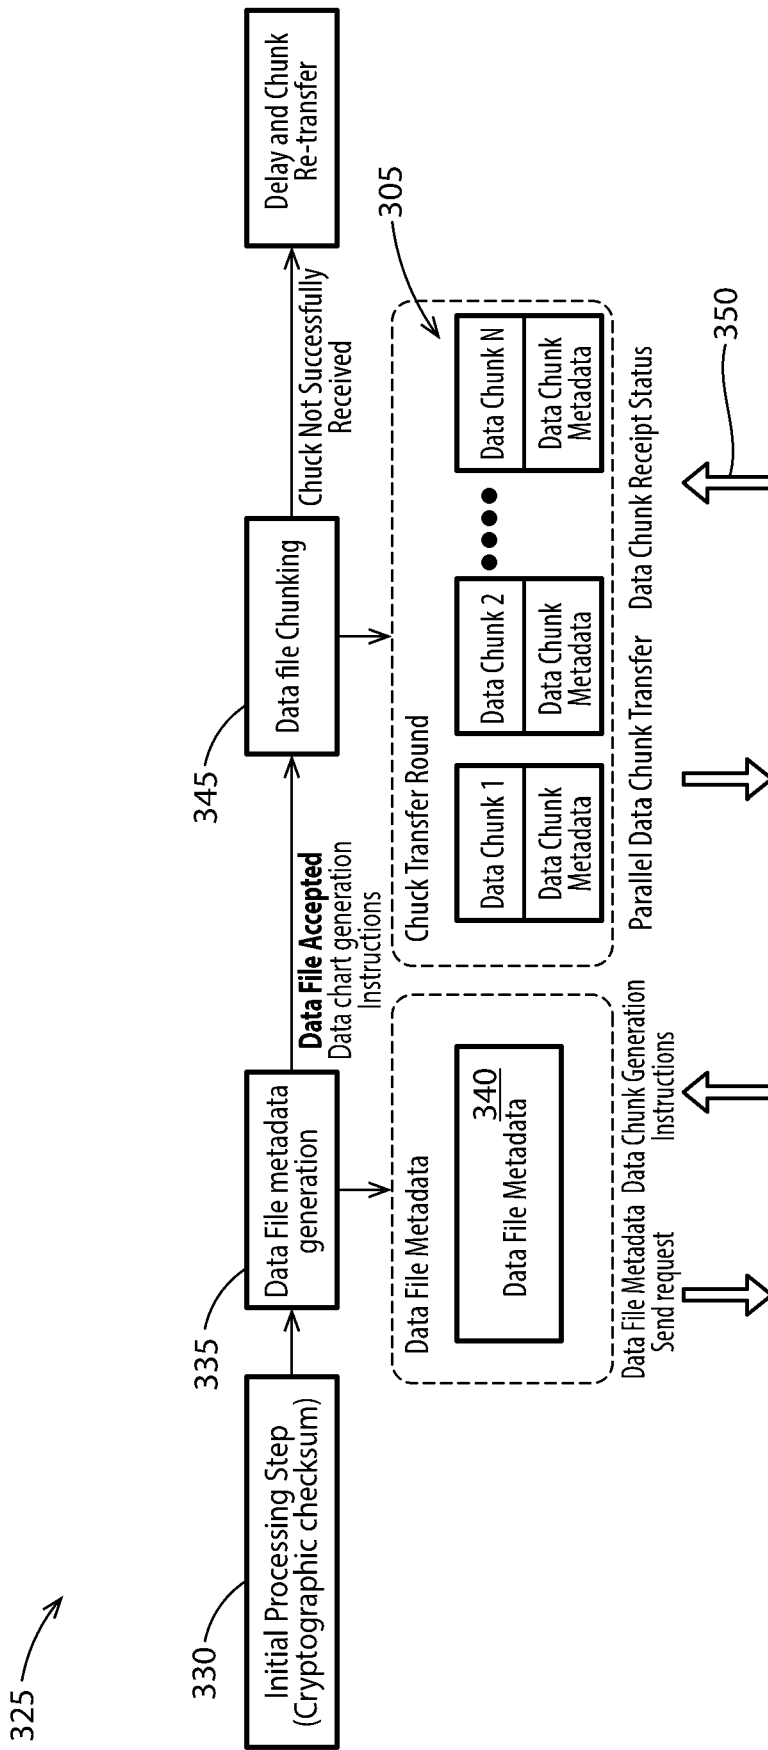 325
330
Initial Processing Step
(Cryptographic checksum)
335
Data File metadata
generation
Data File Accepted
Data chart generation
Instructions
345
Data file Chunking
Chuck Not Successfully
Received
Delay and Chunk
Re-transfer
Data File Metadata
340
Data File Metadata
Chuck Transfer Round
305
Data Chunk 1
Data Chunk
Metadata
Data Chunk 2
Data Chunk
Metadata
Data Chunk N
Data Chunk
Metadata
Data File Metadata
Send request
Data Chunk Generation
Instructions
Parallel Data Chunk Transfer
Data Chunk Receipt Status
350